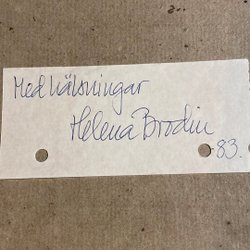 Med hälsningar
Helena Brodin
-83.